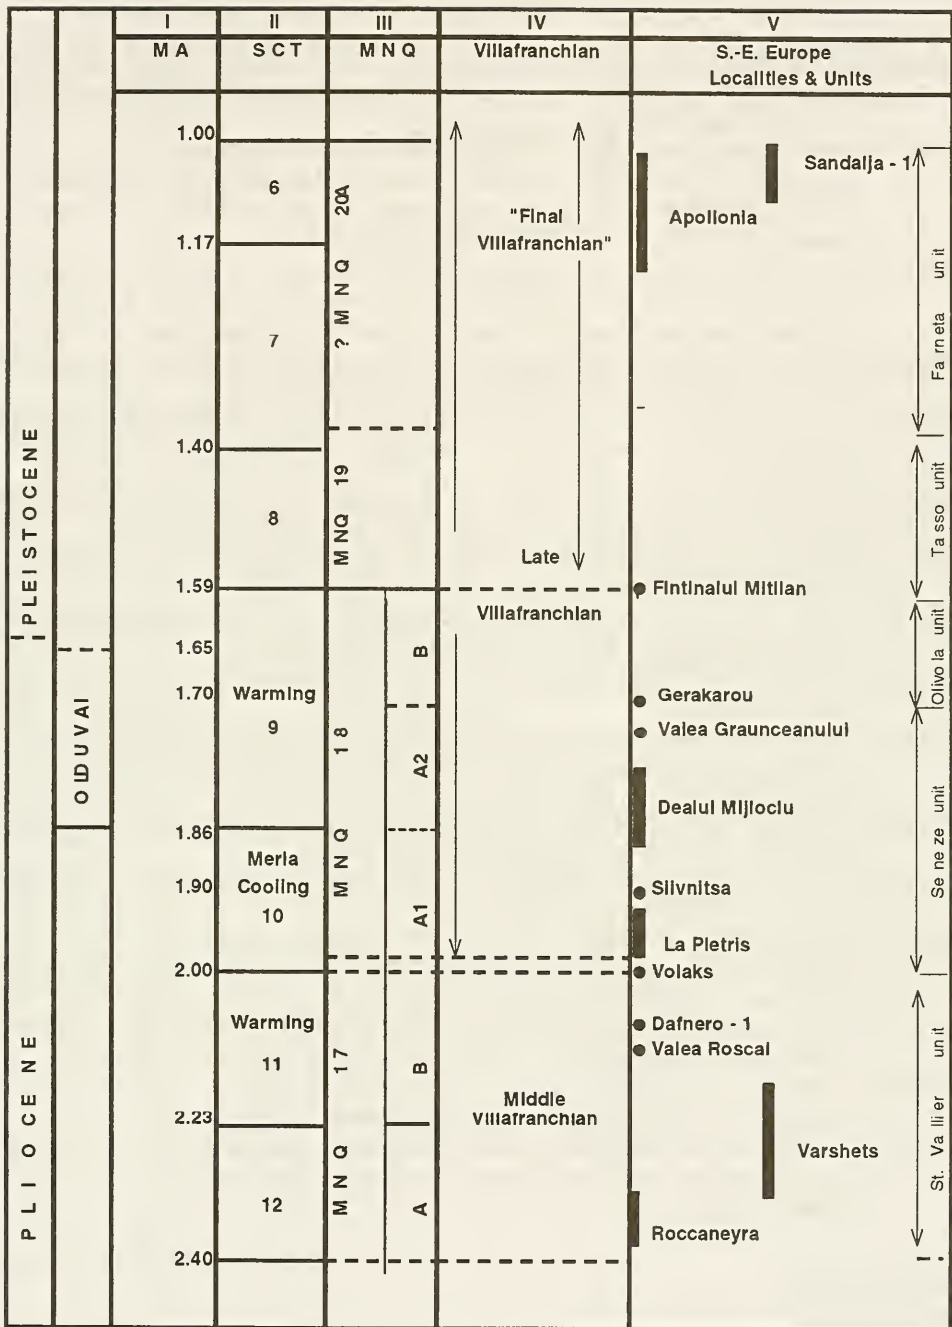 I
II
III
IV
V
MA
SCT
MNQ
Villafranchian
S.-E. Europe
Localities & Units
PLEISTOCENE
PLIOCENE
OLDUVAI
1.00
1.17
1.40
1.59
1.65
1.70
1.86
1.90
2.00
2.23
2.40
6
7
8
Warming
9
Merla
Cooling
10
Warming
11
12
? MNQ 20A
MNQ 19
MNQ 18
MNQ 17
B
A2
A1
B
A
"Final
Villafranchian"
Late
Villafranchian
Middle
Villafranchian
Sandalja - 1
Apollonia
Fintinalul Mitilan
Gerakarou
Valea Graunceanului
Dealul Mijlociu
Slivnitsa
La Pietris
Volaks
Dafnero - 1
Valea Roscai
Varshets
Roccaneyra
Farneta unit
Tasso unit
Olivola unit
Seneze unit
St. Vallier unit